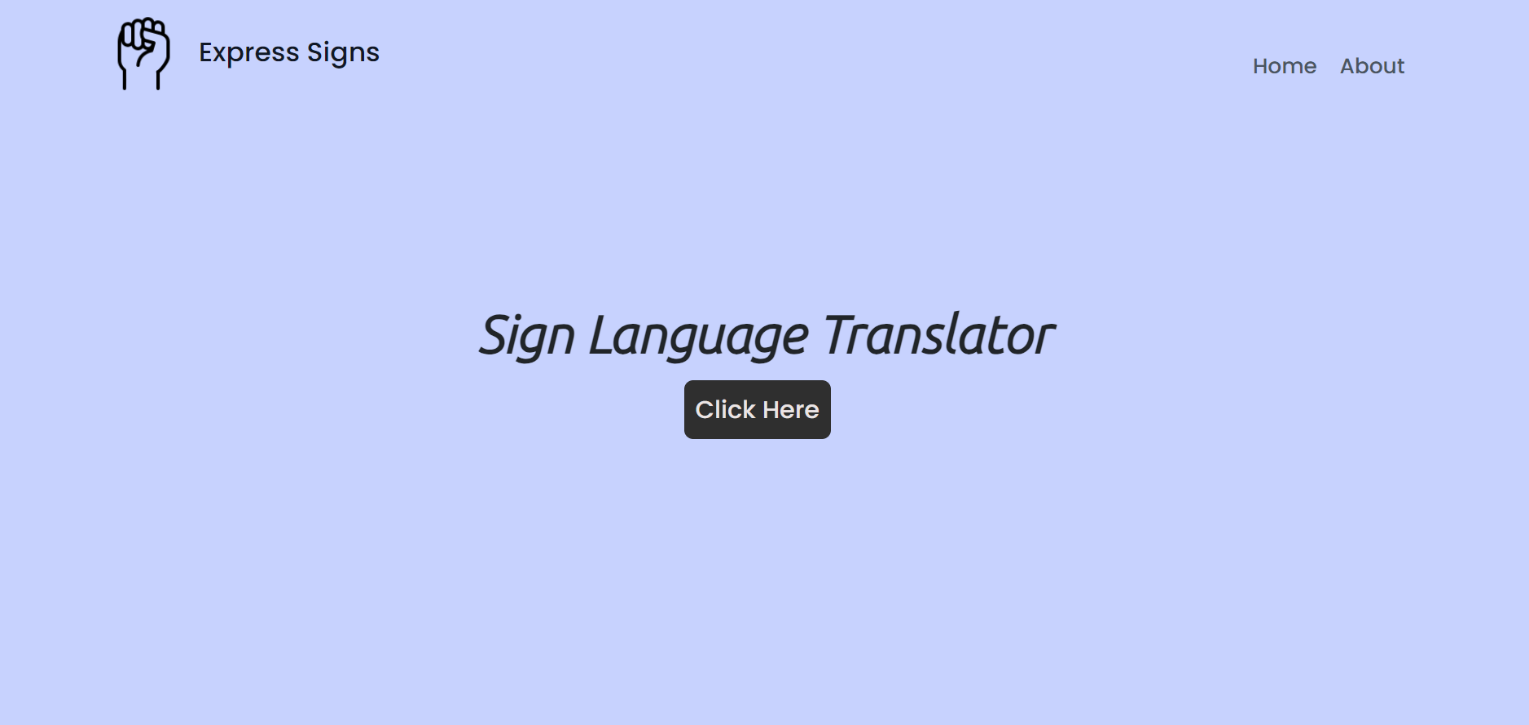 Express Signs
Home About
Sign Language Translator
Click Here